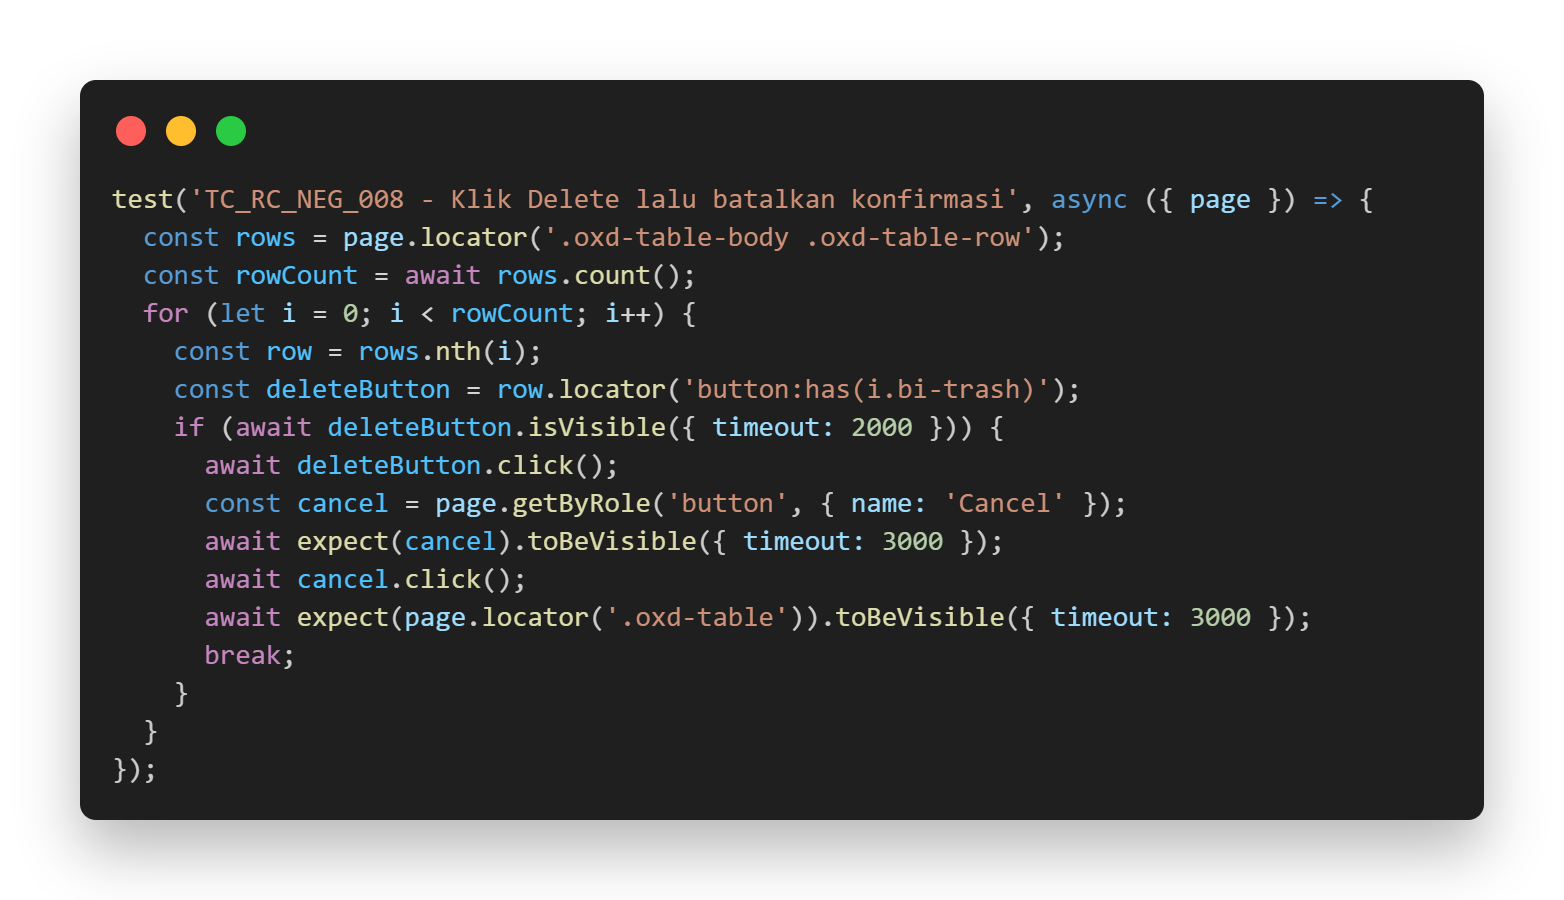 test('TC_RC_NEG_008 - Klik Delete lalu batalkan konfirmasi', async ({ page }) => {
  const rows = page.locator('.oxd-table-body .oxd-table-row');
  const rowCount = await rows.count();
  for (let i = 0; i < rowCount; i++) {
    const row = rows.nth(i);
    const deleteButton = row.locator('button:has(i.bi-trash)');
    if (await deleteButton.isVisible({ timeout: 2000 })) {
      await deleteButton.click();
      const cancel = page.getByRole('button', { name: 'Cancel' });
      await expect(cancel).toBeVisible({ timeout: 3000 });
      await cancel.click();
      await expect(page.locator('.oxd-table')).toBeVisible({ timeout: 3000 });
      break;
    }
  }
});